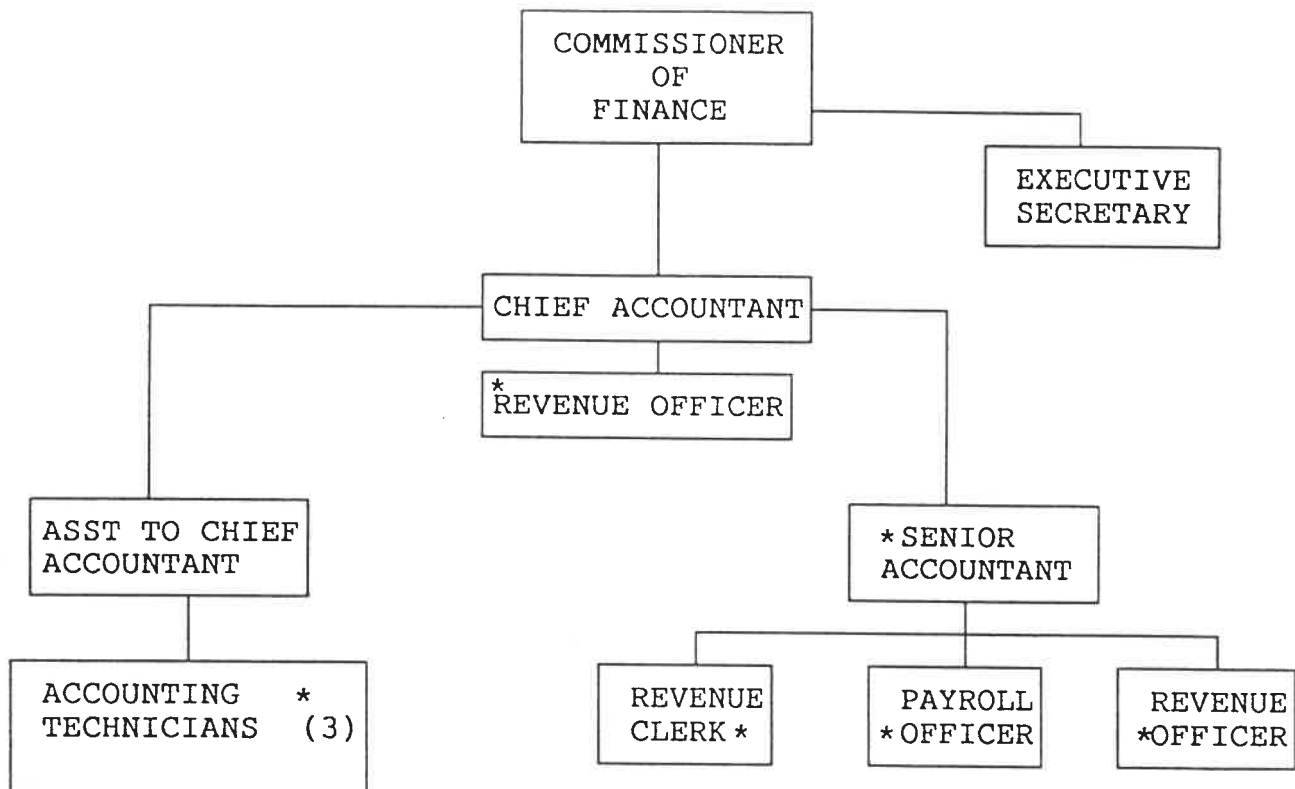 COMMISSIONER
OF
FINANCE
EXECUTIVE
SECRETARY
CHIEF ACCOUNTANT
*
REVENUE OFFICER
ASST TO CHIEF
ACCOUNTANT
*SENIOR
ACCOUNTANT
ACCOUNTING *
TECHNICIANS (3)
REVENUE
CLERK *
PAYROLL
*OFFICER
REVENUE
*OFFICER